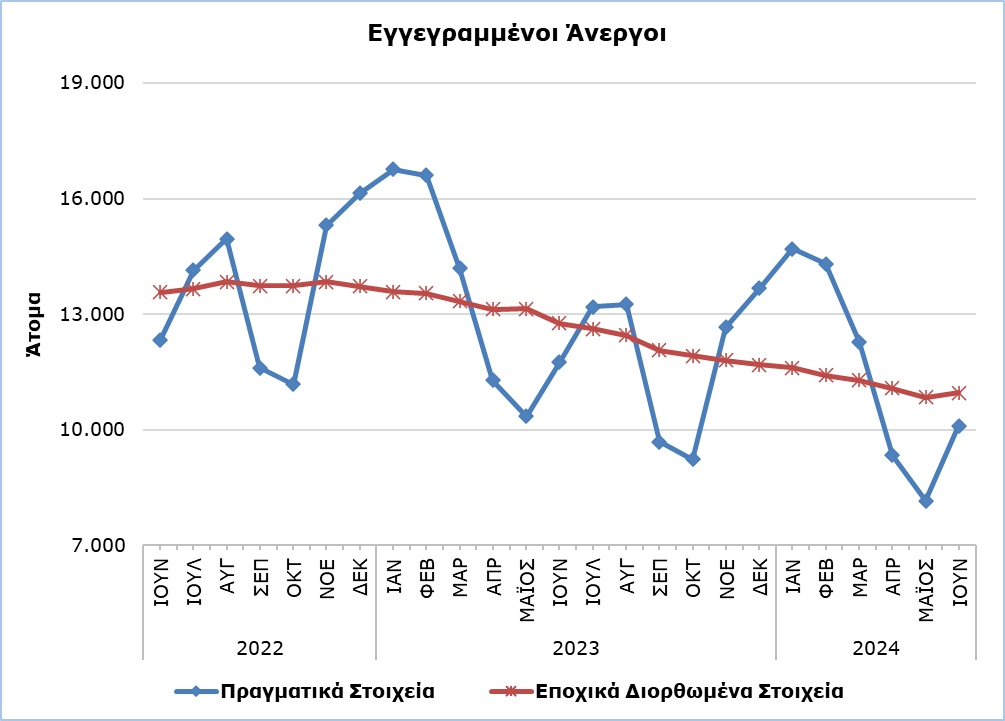 Εγγεγραμμένοι Άνεργοι
19.000
16.000
13.000
10.000
7.000
Άτομα
ΙΟΥΝ
ΙΟΥΛ
ΑΥΓ
ΣΕΠ
ΟΚΤ
ΝΟΕ
ΔΕΚ
ΙΑΝ
ΦΕΒ
ΜΑΡ
ΑΠΡ
ΜΑΪΟΣ
ΙΟΥΝ
ΙΟΥΛ
ΑΥΓ
ΣΕΠ
ΟΚΤ
ΝΟΕ
ΔΕΚ
ΙΑΝ
ΦΕΒ
ΜΑΡ
ΑΠΡ
ΜΑΪΟΣ
ΙΟΥΝ
2022 2023 2024
Πραγματικά Στοιχεία Εποχικά Διορθωμένα Στοιχεία